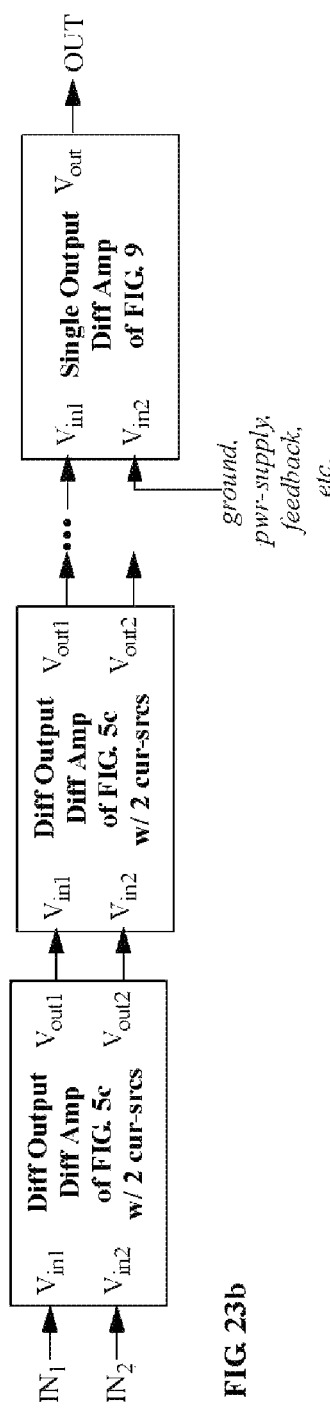 IN1
Vin1
Diff Output
Diff Amp
of FIG. 5c
w/ 2 cur-srcs
Vout1
IN2
Vin2
Vout2
Vin1
Diff Output
Diff Amp
of FIG. 5c
w/ 2 cur-srcs
Vout1
Vin2
Vout2
•••
Vin1
Single Output
Diff Amp
of FIG. 9
Vout
OUT
Vin2
ground,
pwr-supply,
feedback,
etc.
FIG. 23b